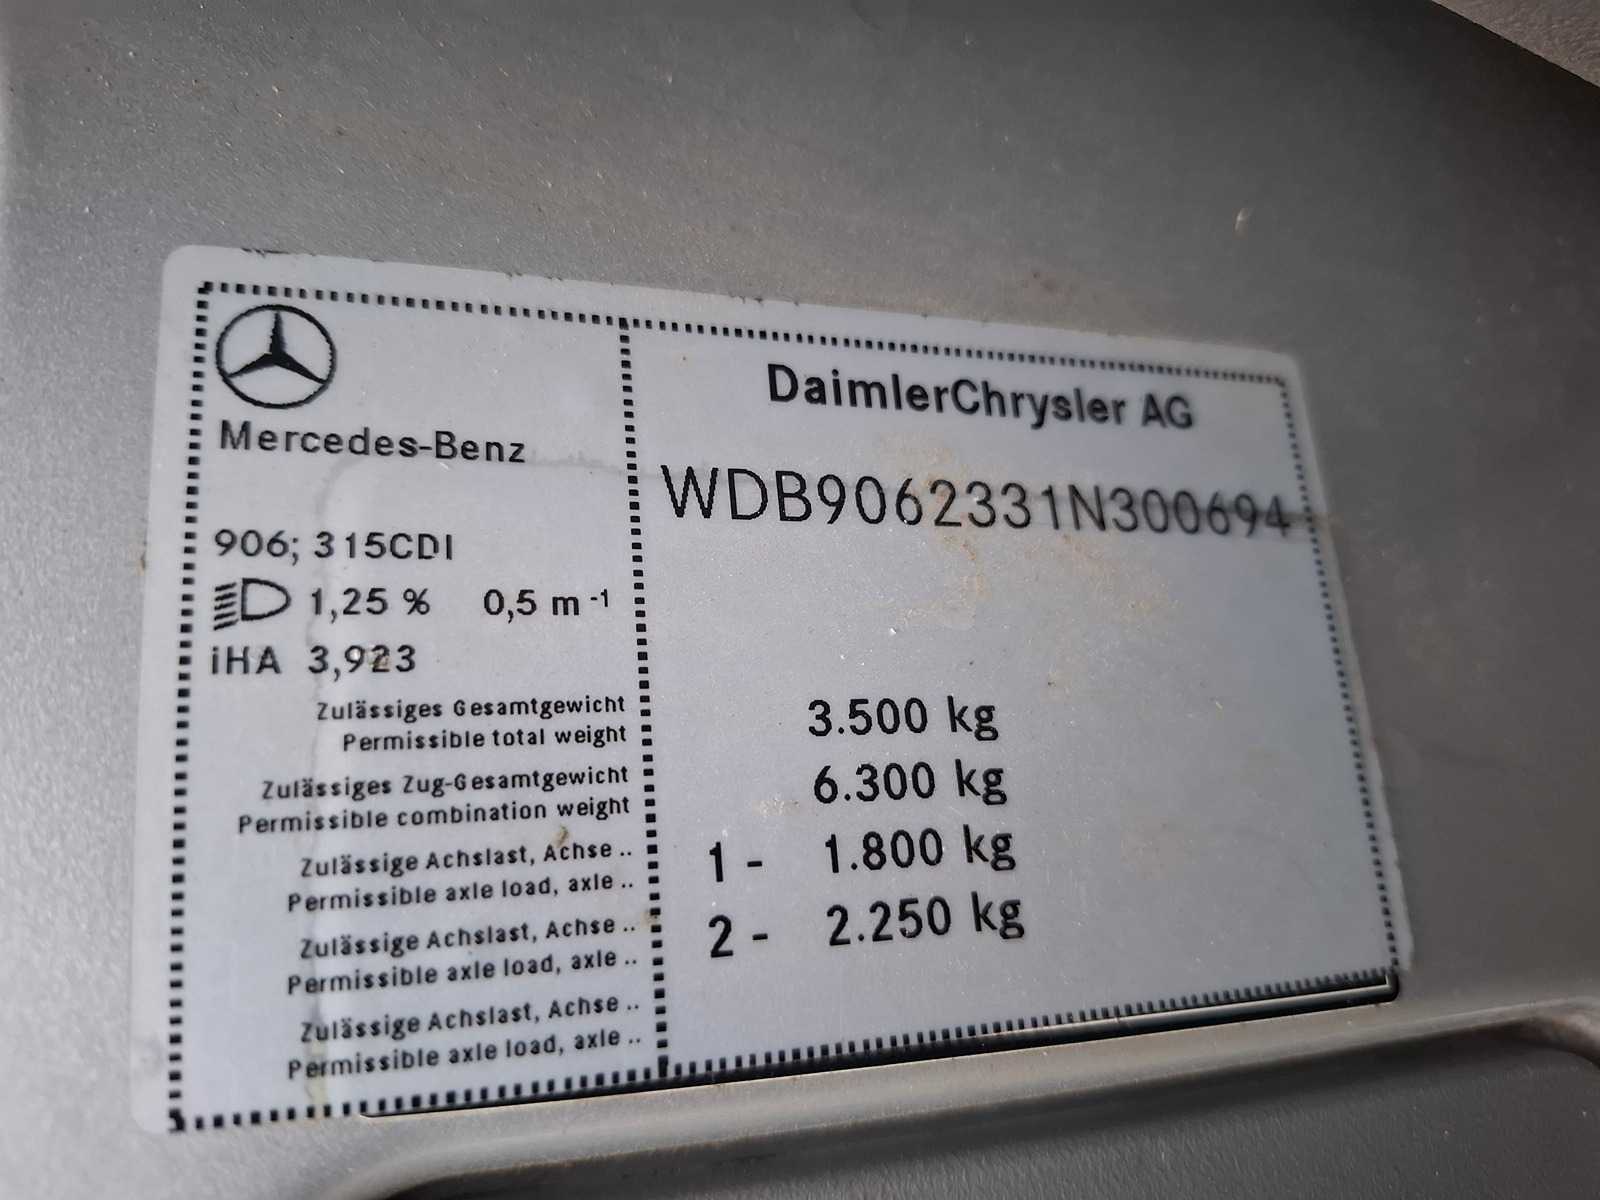 Mercedes-Benz
906; 315CDI
1,25 % 0,5 m -1
iHA 3,923
DaimlerChrysler AG
WDB9062331N300694
Zulässiges Gesamtgewicht
Permissible total weight
3.500 kg
Zulässiges Zug-Gesamtgewicht
Permissible combination weight
6.300 kg
Zulässige Achslast, Achse ..
Permissible axle load, axle ..
1 - 1.800 kg
Zulässige Achslast, Achse ..
Permissible axle load, axle ..
2 - 2.250 kg
Zulässige Achslast, Achse ..
Permissible axle load, axle ..